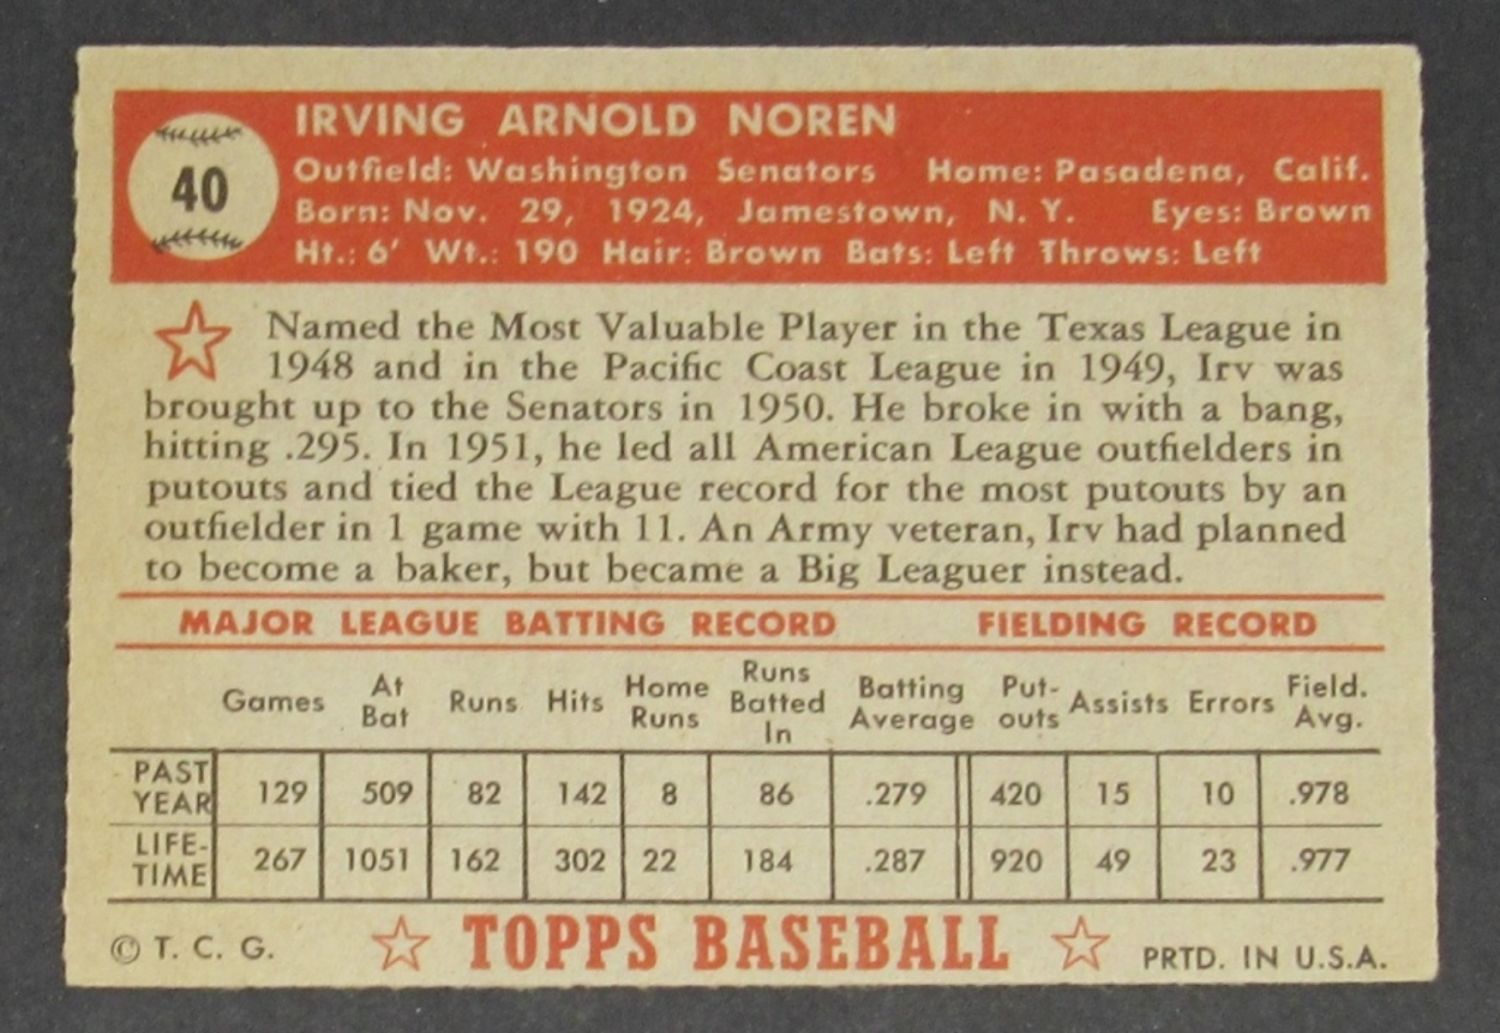 40
IRVING ARNOLD NOREN
Outfield: Washington Senators Home: Pasadena, Calif.
Born: Nov. 29, 1924, Jamestown, N. Y. Eyes: Brown
Ht.: 6' Wt.: 190 Hair: Brown Bats: Left Throws: Left
Named the Most Valuable Player in the Texas League in
1948 and in the Pacific Coast League in 1949, Irv was
brought up to the Senators in 1950. He broke in with a bang,
hitting .295. In 1951, he led all American League outfielders in
putouts and tied the League record for the most putouts by an
outfielder in 1 game with 11. An Army veteran, Irv had planned
to become a baker, but became a Big Leaguer instead.
MAJOR LEAGUE BATTING RECORD FIELDING RECORD
Games At Bat Runs Hits Home Runs Runs Batted In Batting Average Put-outs Assists Errors Field. Avg.
PAST YEAR 129 509 82 142 8 86 .279 420 15 10 .978
LIFE-TIME 267 1051 162 302 22 184 .287 920 49 23 .977
© T. C. G. TOPPS BASEBALL PRTD. IN U.S.A.